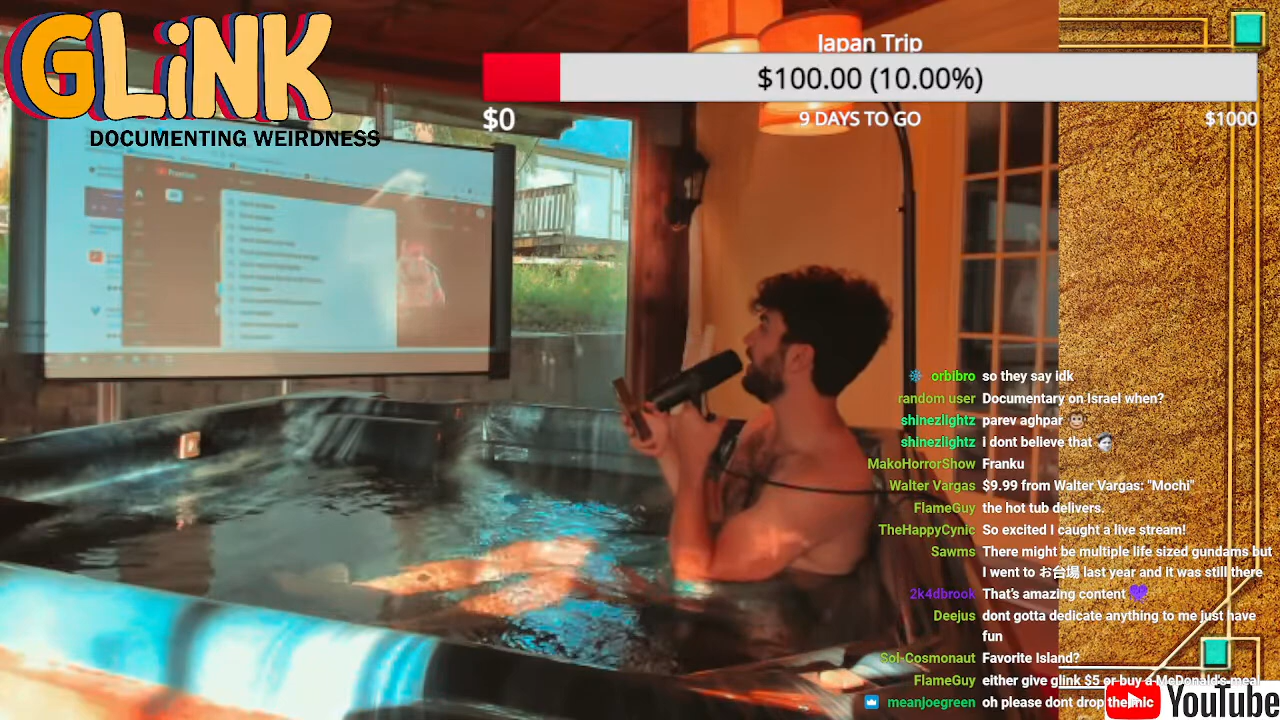 GLiNK
DOCUMENTING WEIRDNESS
Japan Trip
$100.00 (10.00%)
$0
9 DAYS TO GO
$1000
orbibro so they say idk
random user Documentary on Israel when?
shinezlightz parev aghpar
shinezlightz i dont believe that
MakoHorrorShow Franku
Walter Vargas $9.99 from Walter Vargas: "Mochi"
FlameGuy the hot tub delivers.
TheHappyCynic So excited I caught a live stream!
Sawms There might be multiple life sized gundams but
I went to お台場 last year and it was still there
2k4dbrook That's amazing content
Deejus dont gotta dedicate anything to me just have
fun
Sol-Cosmonaut Favorite Island?
FlameGuy either give glink $5 or buy a McDonald's meal
meanjoegreen oh please dont drop the mic
YouTube